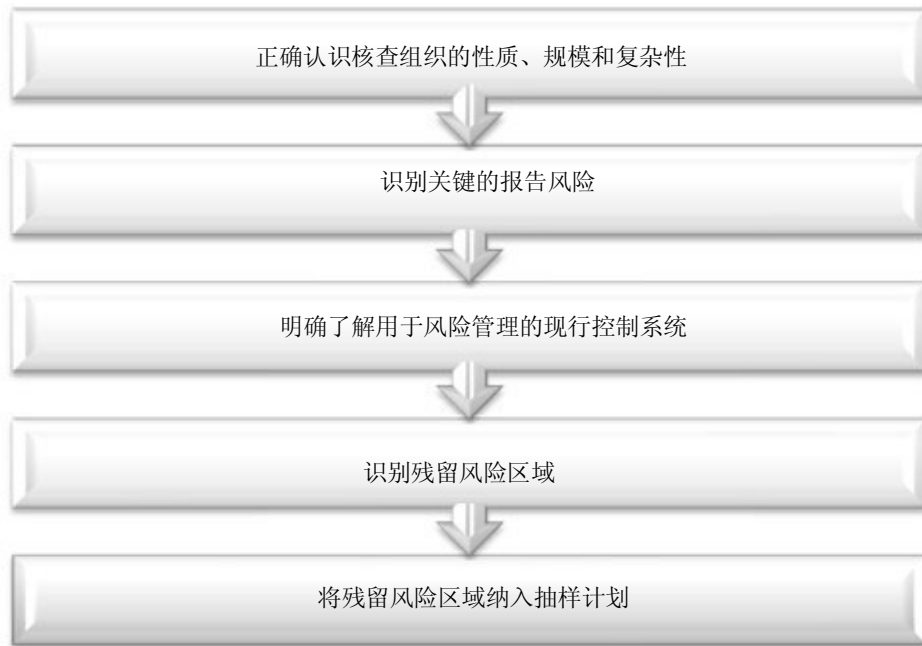 正确认识核查组织的性质、规模和复杂性
识别关键的报告风险
明确了解用于风险管理的现行控制系统
识别残留风险区域
将残留风险区域纳入抽样计划